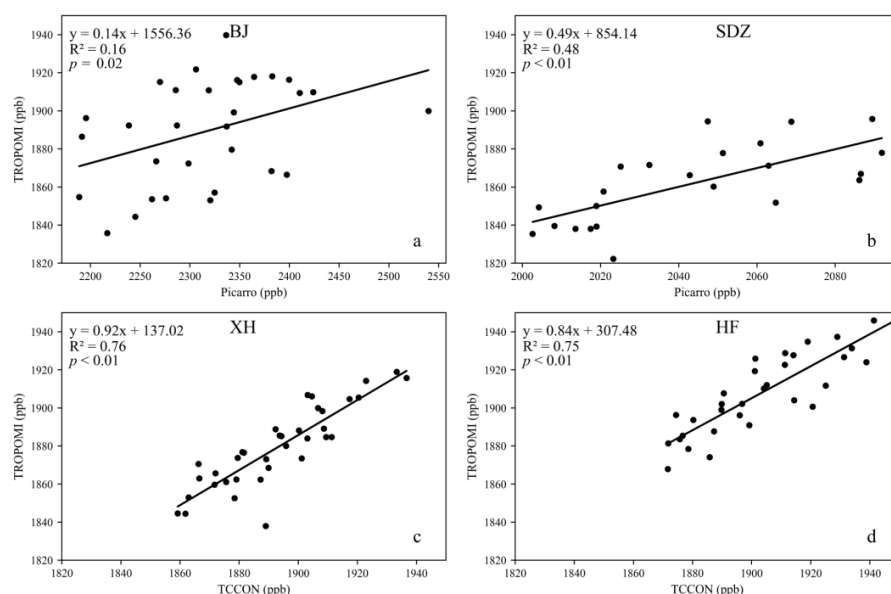 y = 0.14x + 1556.36
BJ
R² = 0.16
p = 0.02
1940
1920
1900
1880
1860
1840
1820
TROPOMI (ppb)
2200 2250 2300 2350 2400 2450 2500 2550
Picarro (ppb)
a
y = 0.49x + 854.14
SDZ
R² = 0.48
p < 0.01
1940
1920
1900
1880
1860
1840
1820
TROPOMI (ppb)
2000 2020 2040 2060 2080
Picarro (ppb)
b
y = 0.92x + 137.02
XH
R² = 0.76
p < 0.01
1940
1920
1900
1880
1860
1840
1820
TROPOMI (ppb)
1820 1840 1860 1880 1900 1920 1940
TCCON (ppb)
c
y = 0.84x + 307.48
HF
R² = 0.75
p < 0.01
1940
1920
1900
1880
1860
1840
1820
TROPOMI (ppb)
1820 1840 1860 1880 1900 1920 1940
TCCON (ppb)
d